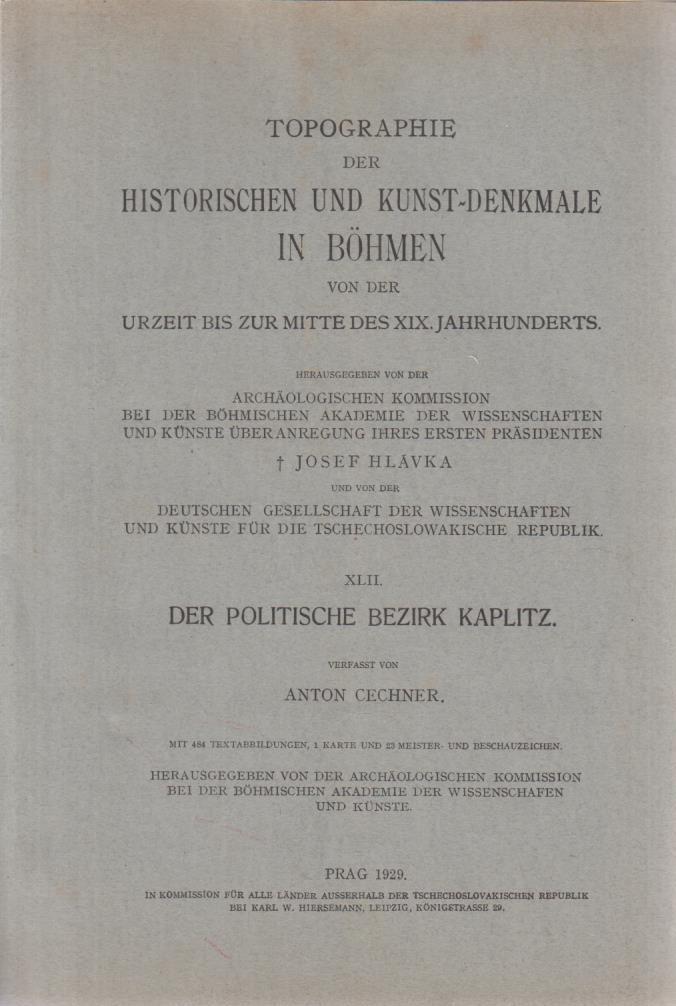 TOPOGRAPHIE
DER
HISTORISCHEN UND KUNST-DENKMALE
IN BÖHMEN
VON DER
URZEIT BIS ZUR MITTE DES XIX. JAHRHUNDERTS.
HERAUSGEGEBEN VON DER
ARCHÄOLOGISCHEN KOMMISSION
BEI DER BÖHMISCHEN AKADEMIE DER WISSENSCHAFTEN
UND KÜNSTE ÜBER ANREGUNG IHRES ERSTEN PRÄSIDENTEN
† JOSEF HLÁVKA
UND VON DER
DEUTSCHEN GESELLSCHAFT DER WISSENSCHAFTEN
UND KÜNSTE FÜR DIE TSCHECHOSLOWAKISCHE REPUBLIK.
XLII.
DER POLITISCHE BEZIRK KAPLITZ.
VERFASST VON
ANTON CECHNER.
MIT 484 TEXTABBILDUNGEN, 1 KARTE UND 23 MEISTER- UND BESCHAUZEICHEN.
HERAUSGEGEBEN VON DER ARCHÄOLOGISCHEN KOMMISSION
BEI DER BÖHMISCHEN AKADEMIE DER WISSENSCHAFEN
UND KÜNSTE.
PRAG 1929.
IN KOMMISSION FÜR ALLE LÄNDER AUSSERHALB DER TSCHECHOSLOVAKISCHEN REPUBLIK
BEI KARL W. HIERSEMANN, LEIPZIG, KÖNIGSTRASSE 29.